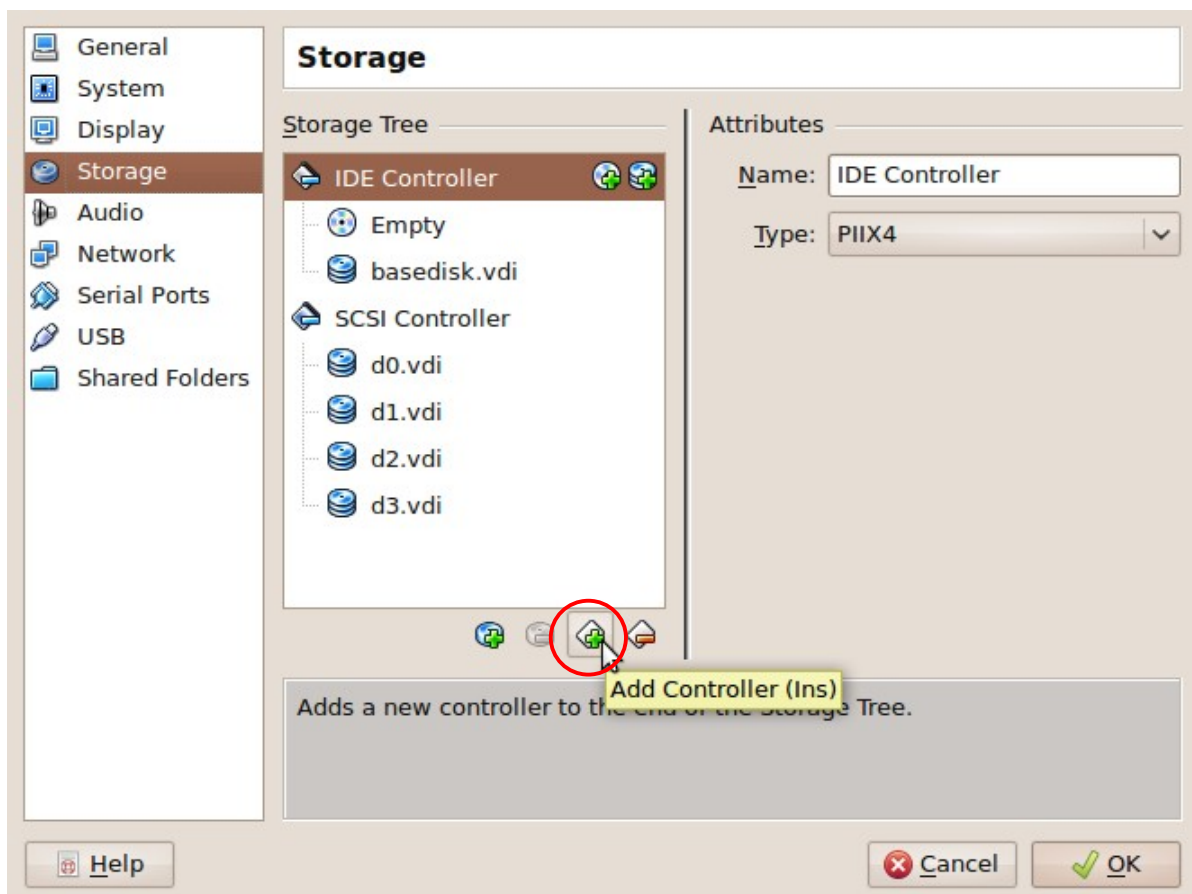 General
System
Display
Storage
Audio
Network
Serial Ports
USB
Shared Folders
Storage
Storage Tree
IDE Controller
Empty
basedisk.vdi
SCSI Controller
d0.vdi
d1.vdi
d2.vdi
d3.vdi
Attributes
Name: IDE Controller
Type: PIIX4
Add Controller (Ins)
Adds a new controller to the end of the Storage Tree.
Help
Cancel
OK